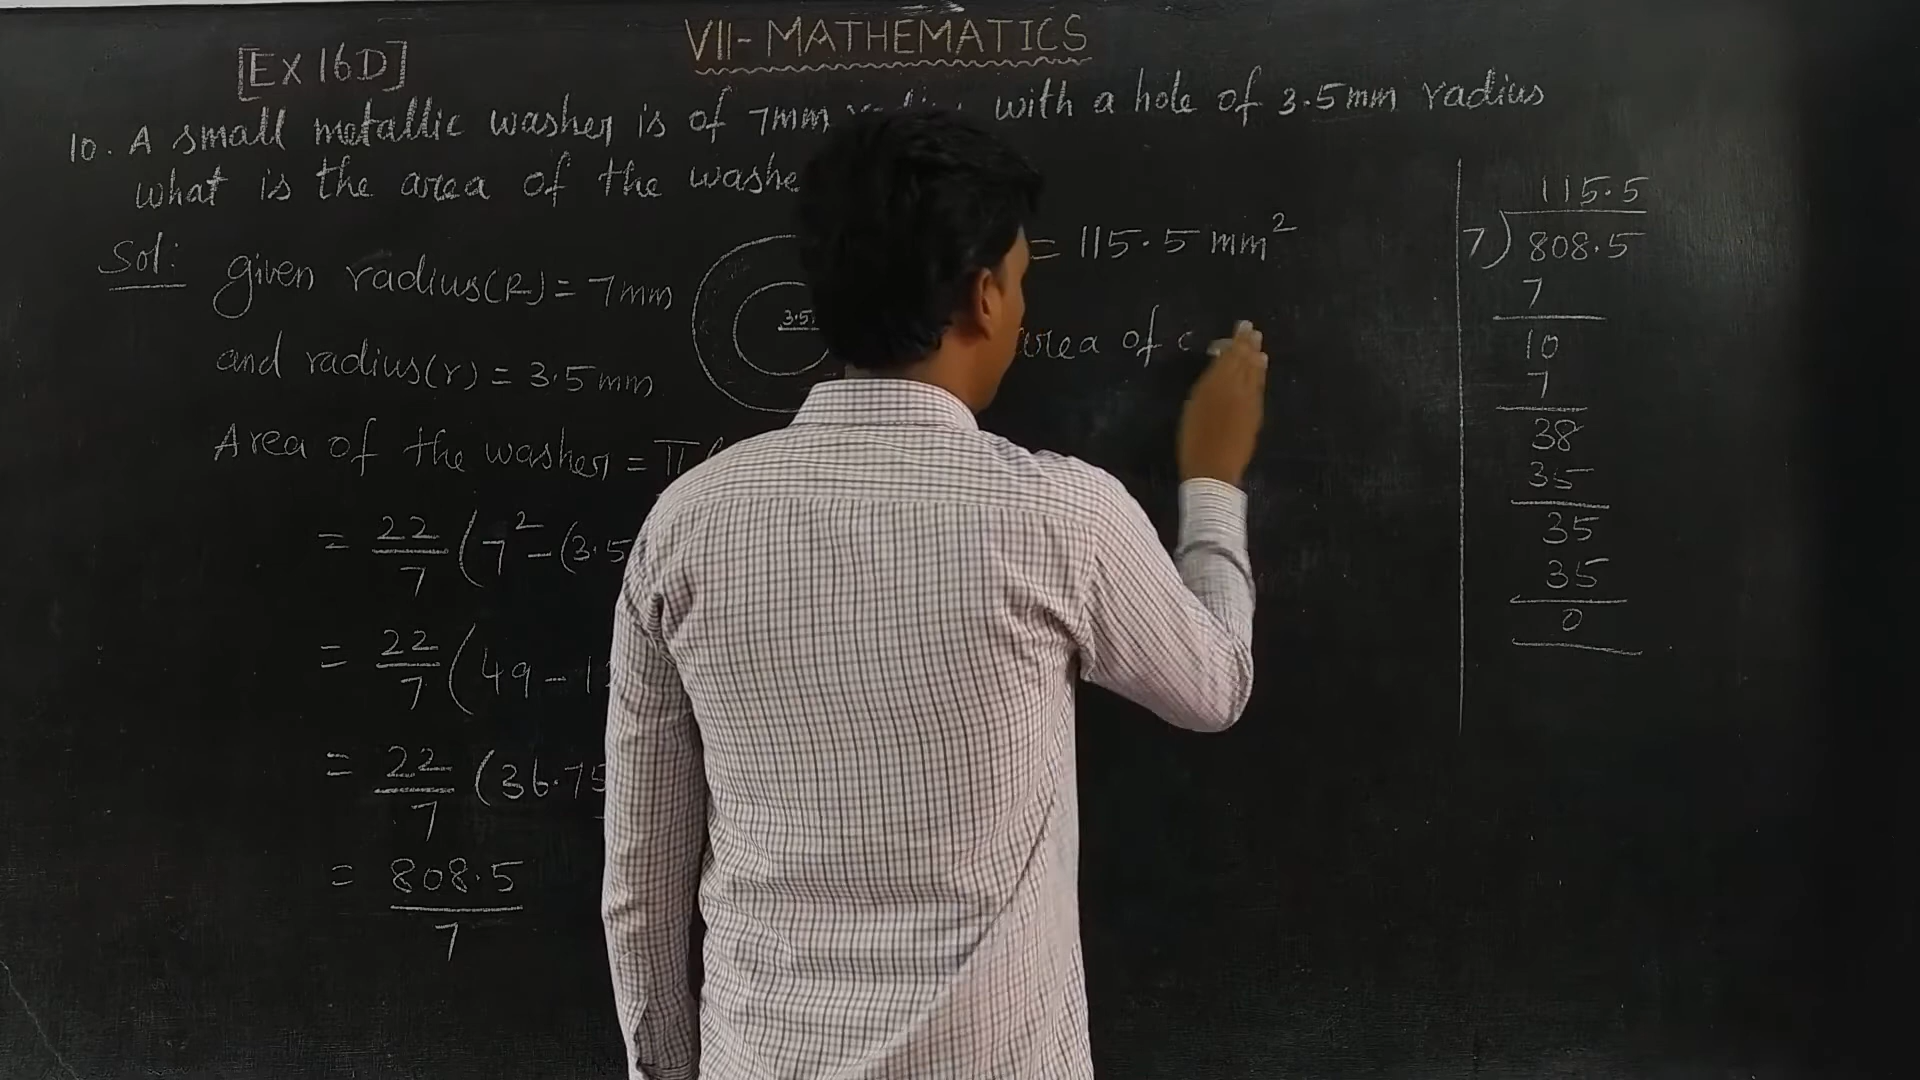 VII- MATHEMATICS
[EX 16D]
10. A small metallic washer is of 7mm with a hole of 3.5mm radius
what is the area of the washe
Sol: given radius(R) = 7mm
and radius(r) = 3.5mm
3.5
Area of the washer = π
= 22/7 (7² - (3.5
= 22/7 (49 - 1
= 22/7 (36.75
= 808.5/7
= 115.5 mm²
area of
115.5
7) 808.5
7
10
7
38
35
35
35
0